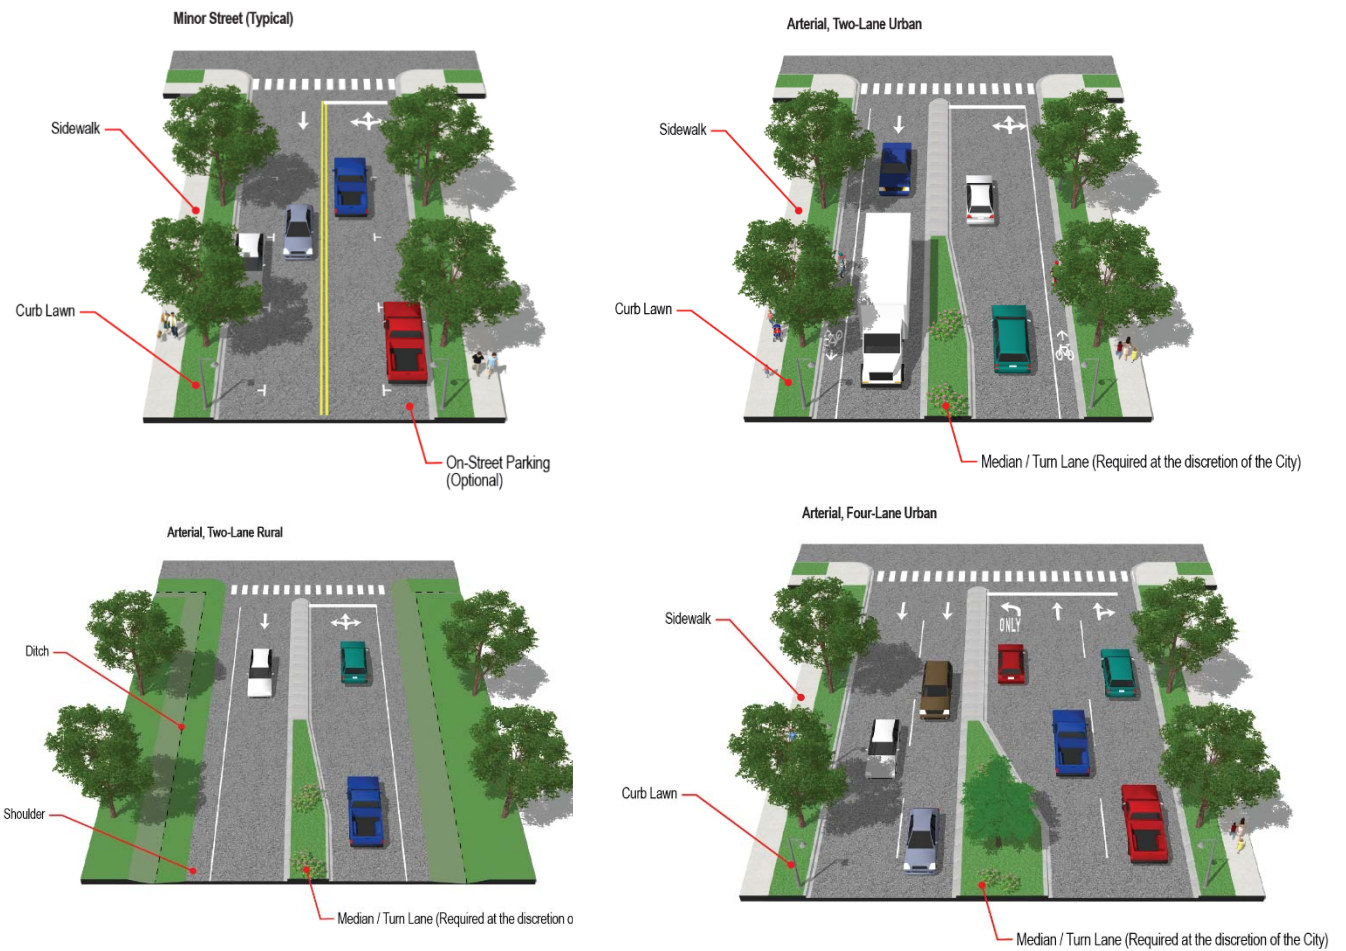 Minor Street (Typical)
Sidewalk
Curb Lawn
On-Street Parking
(Optional)
Arterial, Two-Lane Urban
Sidewalk
Curb Lawn
Median / Turn Lane (Required at the discretion of the City)
Arterial, Two-Lane Rural
Ditch
Shoulder
Median / Turn Lane (Required at the discretion o
Arterial, Four-Lane Urban
ONLY
Sidewalk
Curb Lawn
Median / Turn Lane (Required at the discretion of the City)